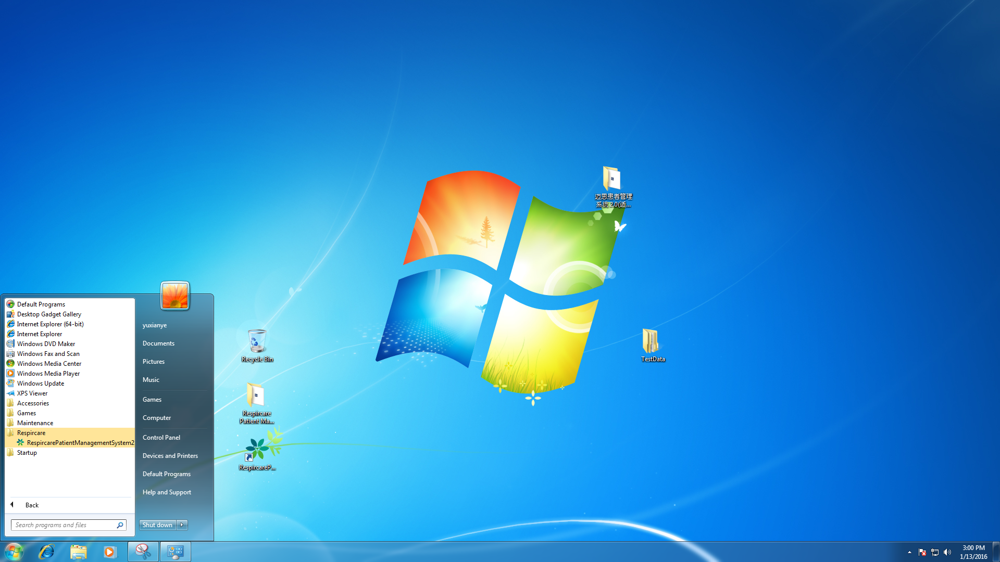 Default Programs
Desktop Gadget Gallery
Internet Explorer (64-bit)
Internet Explorer
Windows DVD Maker
Windows Fax and Scan
Windows Media Center
Windows Media Player
Windows Update
XPS Viewer
Accessories
Games
Maintenance
Respircare
RespircarePatientManagementSystem2
Startup
Back
Search programs and files
yuxianye
Documents
Pictures
Music
Games
Computer
Control Panel
Devices and Printers
Default Programs
Help and Support
Shut down
Recycle Bin
Respircare
Patient Ma...
RespircareP...
迈思患者管理
系统 2.0(适...
TestData
3:00 PM
1/13/2016